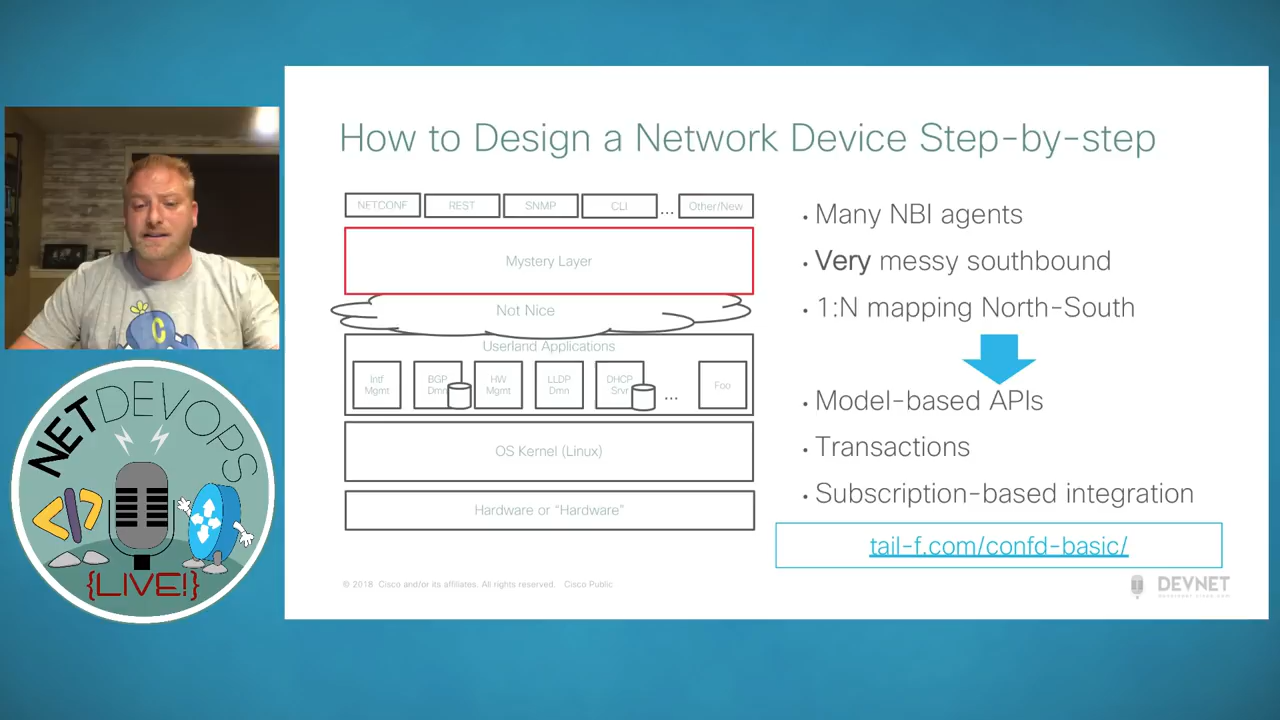 How to Design a Network Device Step-by-step
NETCONF
REST
SNMP
CLI
...
Other/New
Mystery Layer
Not Nice
Userland Applications
Intf
Mgmt
BGP
Dmn
HW
Mgmt
LLDP
Dmn
DHCP
Srvr
...
Foo
OS Kernel (Linux)
Hardware or “Hardware”
• Many NBI agents
• Very messy southbound
• 1:N mapping North-South
• Model-based APIs
• Transactions
• Subscription-based integration
tail-f.com/confd-basic/
© 2018 Cisco and/or its affiliates. All rights reserved. Cisco Public
DEVNET
developer.cisco.com
NETDEVOPS
</>
{LIVE!}
C